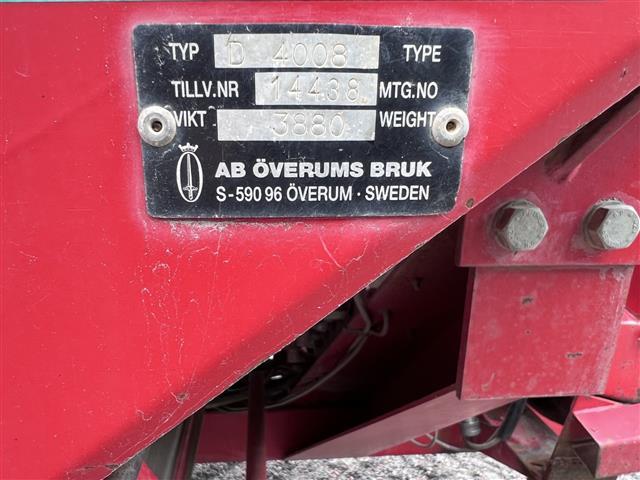 TYP D 4008 TYPE
TILLV.NR 14438 MTG.NO
VIKT 3880 WEIGHT
AB ÖVERUMS BRUK
S-590 96 ÖVERUM · SWEDEN